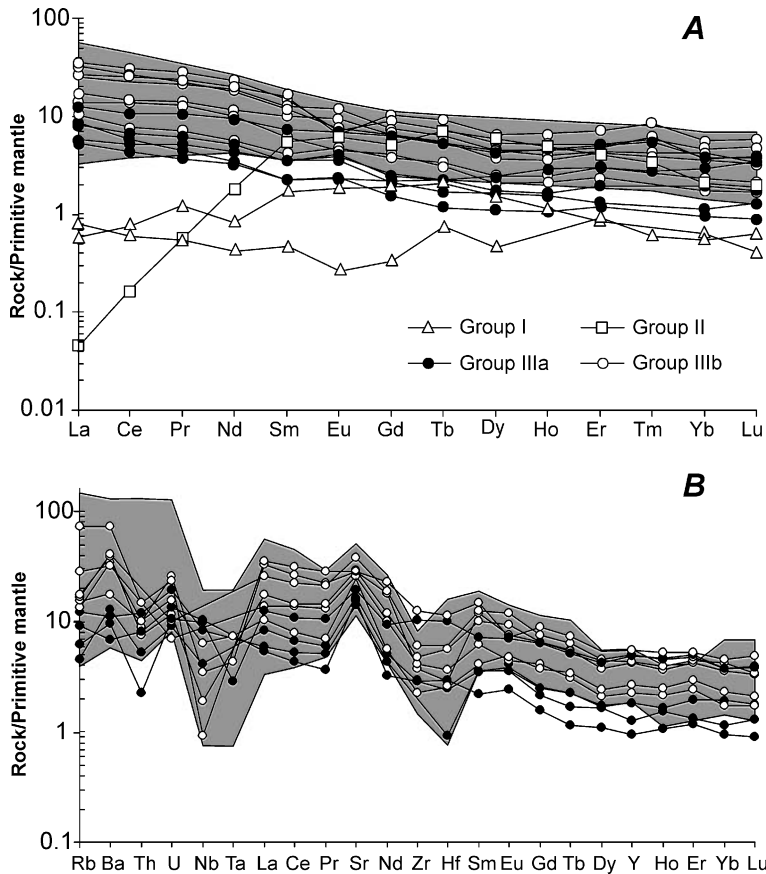 A
100
10
1
0.1
0.01
Rock/Primitive mantle
Group I
Group II
Group IIIa
Group IIIb
La Ce Pr Nd Sm Eu Gd Tb Dy Ho Er Tm Yb Lu
B
100
10
1
0.1
Rock/Primitive mantle
Rb Ba Th U Nb Ta La Ce Pr Sr Nd Zr Hf Sm Eu Gd Tb Dy Y Ho Er Yb Lu